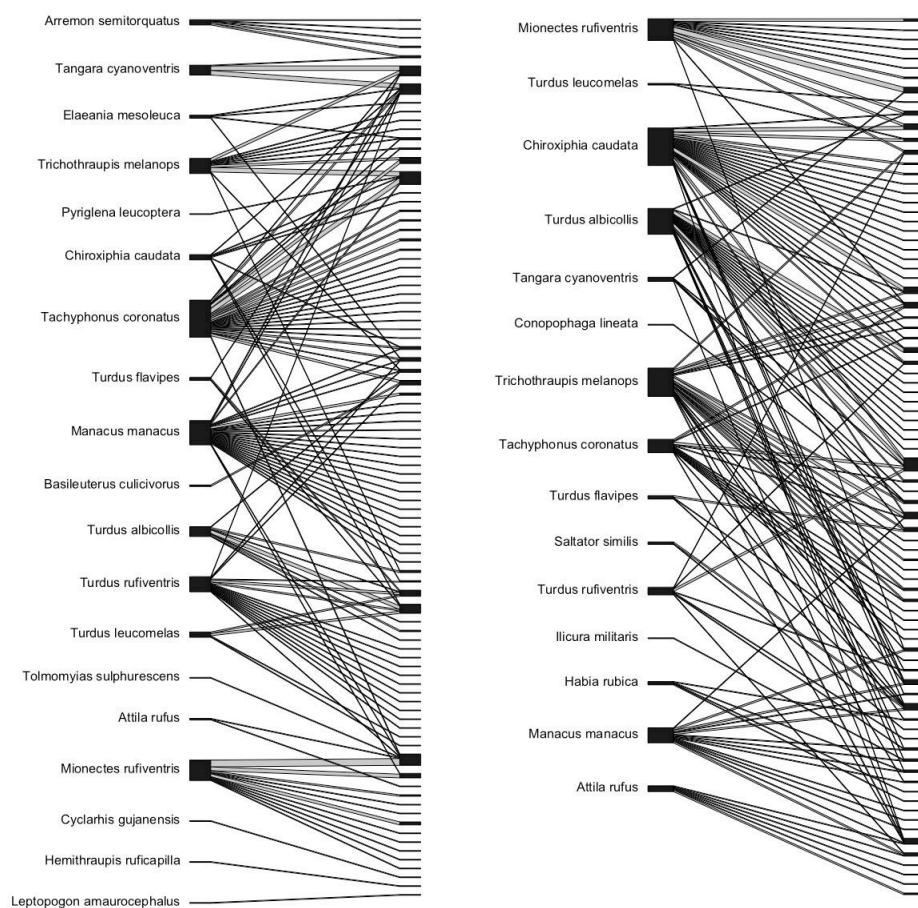 Arremon semitorquatus
Tangara cyanoventris
Elaeania mesoleuca
Trichothraupis melanops
Pyriglena leucoptera
Chiroxiphia caudata
Tachyphonus coronatus
Turdus flavipes
Manacus manacus
Basileuterus culicivorus
Turdus albicollis
Turdus rufiventris
Turdus leucomelas
Tolmomyias sulphurescens
Attila rufus
Mionectes rufiventris
Cyclarhis gujanensis
Hemithraupis ruficapilla
Leptopogon amaurocephalus
Mionectes rufiventris
Turdus leucomelas
Chiroxiphia caudata
Turdus albicollis
Tangara cyanoventris
Conopophaga lineata
Trichothraupis melanops
Tachyphonus coronatus
Turdus flavipes
Saltator similis
Turdus rufiventris
Ilicura militaris
Habia rubica
Manacus manacus
Attila rufus